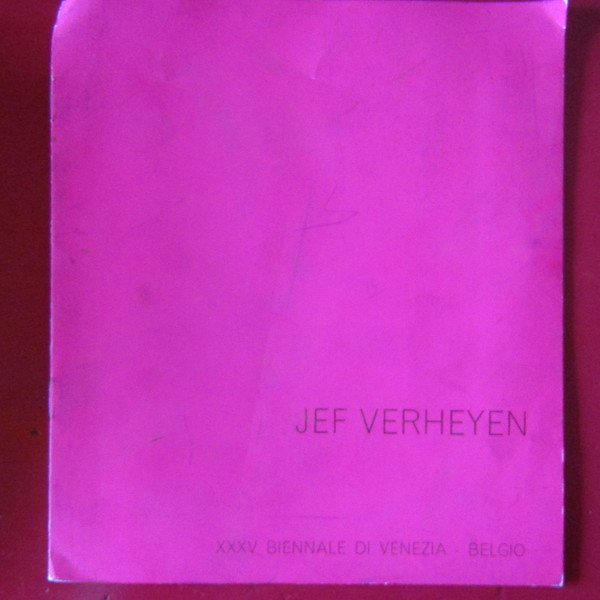 JEF VERHEYEN
XXXV BIENNALE DI VENEZIA · BELGIO